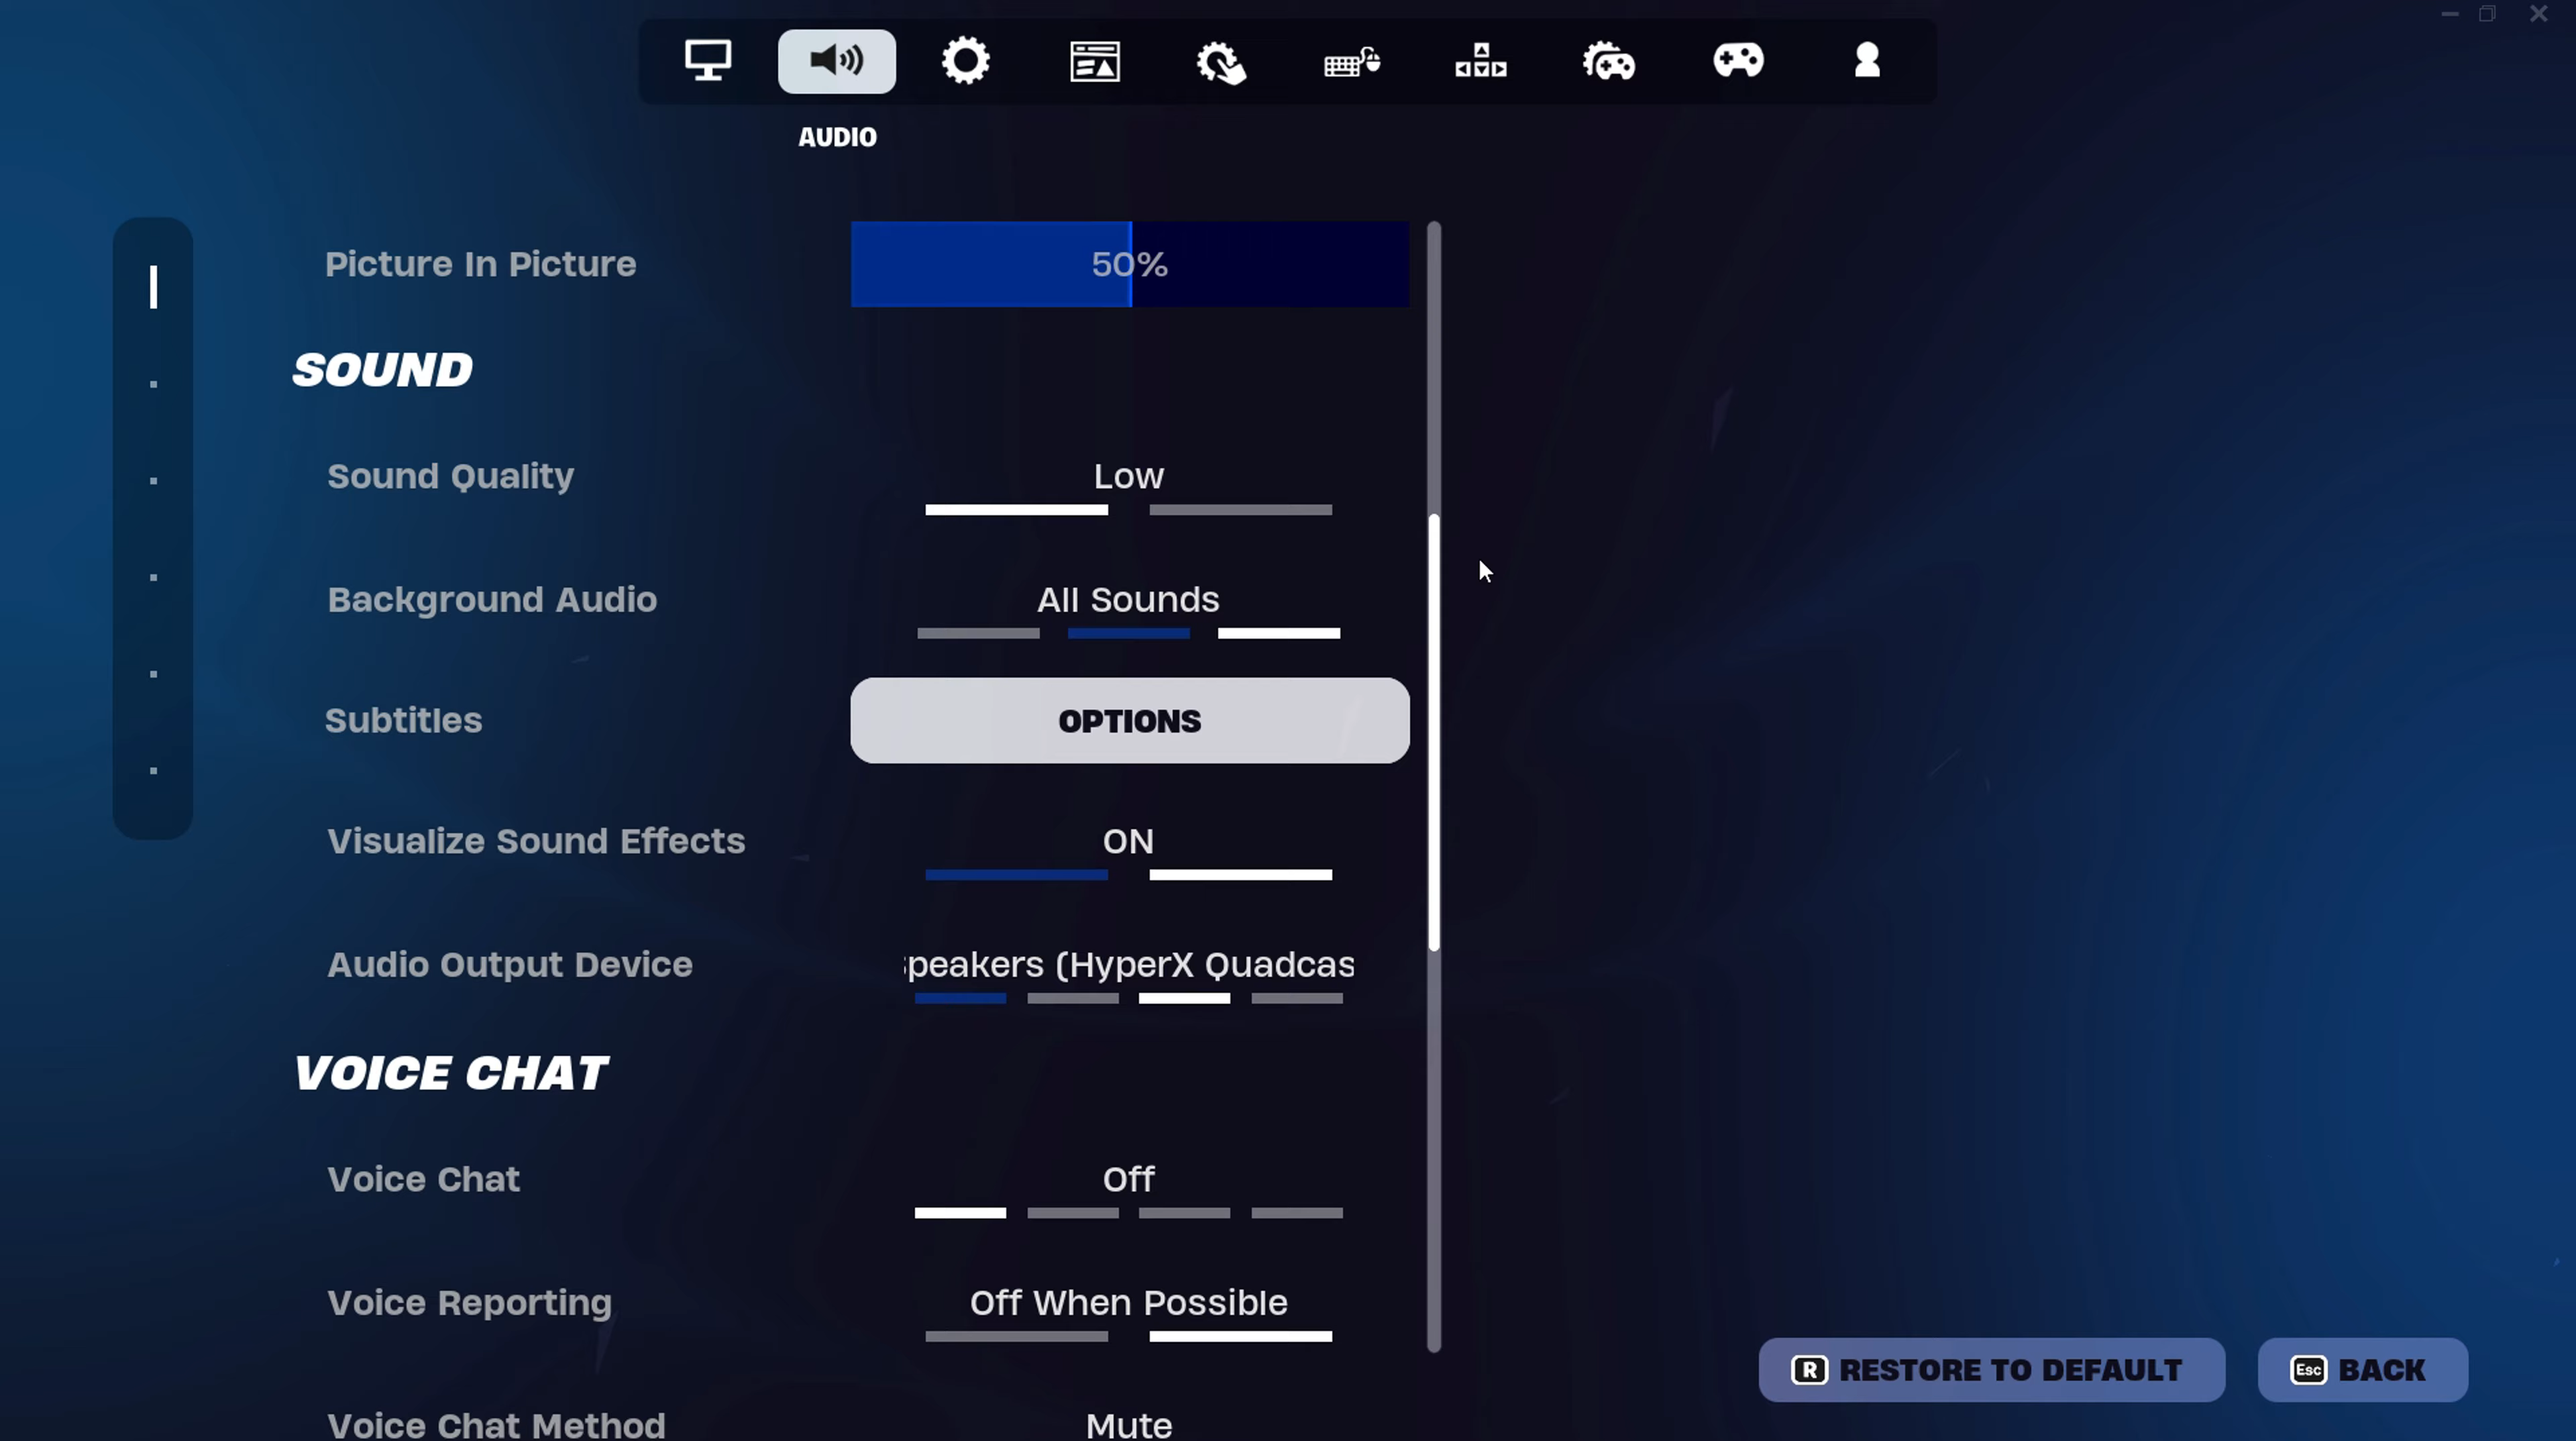 AUDIO
Picture In Picture 50%
SOUND
Sound Quality Low
Background Audio All Sounds
Subtitles OPTIONS
Visualize Sound Effects ON
Audio Output Device peakers (HyperX Quadcas
VOICE CHAT
Voice Chat Off
Voice Reporting Off When Possible
Voice Chat Method Mute
R RESTORE TO DEFAULT Esc BACK